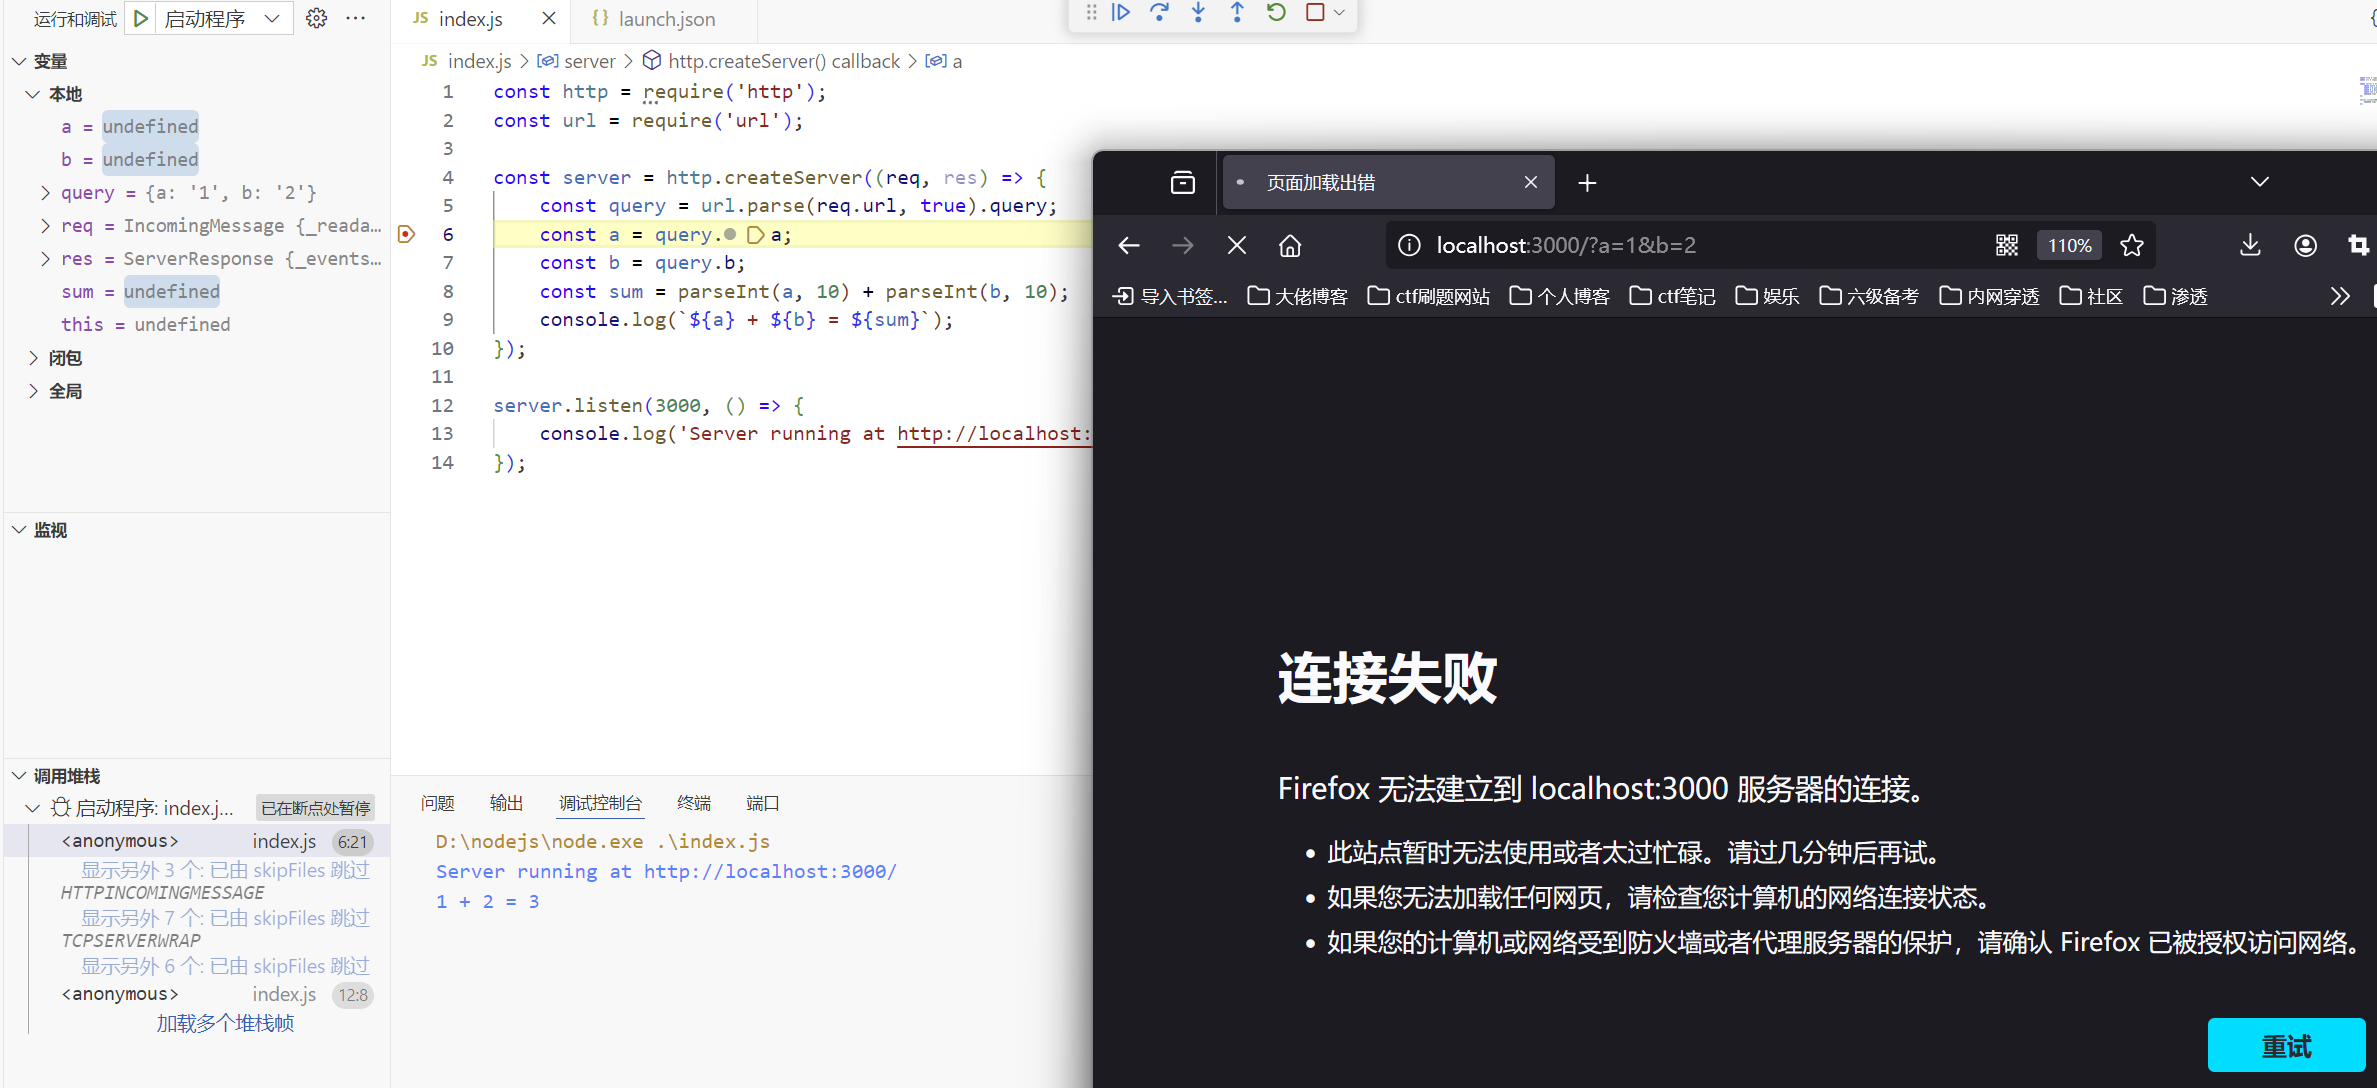 运行和调试 启动程序 ···
变量
本地
a = undefined
b = undefined
query = {a: '1', b: '2'}
req = IncomingMessage {_reada…
res = ServerResponse {_events…
sum = undefined
this = undefined
闭包
全局
监视
调用堆栈
启动程序: index.j... 已在断点处暂停
<anonymous> index.js 6:21
显示另外 3 个: 已由 skipFiles 跳过
HTTPINCOMINGMESSAGE
显示另外 7 个: 已由 skipFiles 跳过
TCPSERVERWRAP
显示另外 6 个: 已由 skipFiles 跳过
<anonymous> index.js 12:8
加载多个堆栈帧
JS index.js {} launch.json
JS index.js > server > http.createServer() callback > a
1 const http = require('http');
2 const url = require('url');
3
4 const server = http.createServer((req, res) => {
5 const query = url.parse(req.url, true).query;
6 const a = query.a;
7 const b = query.b;
8 const sum = parseInt(a, 10) + parseInt(b, 10);
9 console.log(`${a} + ${b} = ${sum}`);
10 });
11
12 server.listen(3000, () => {
13 console.log('Server running at http://localhost:
14 });
问题 输出 调试控制台 终端 端口
D:\nodejs\node.exe .\index.js
Server running at http://localhost:3000/
1 + 2 = 3
页面加载出错
localhost:3000/?a=1&b=2 110%
导入书签... 大佬博客 ctf刷题网站 个人博客 ctf笔记 娱乐 六级备考 内网穿透 社区 渗透
连接失败
Firefox 无法建立到 localhost:3000 服务器的连接。
• 此站点暂时无法使用或者太过忙碌。请过几分钟后再试。
• 如果您无法加载任何网页，请检查您计算机的网络连接状态。
• 如果您的计算机或网络受到防火墙或者代理服务器的保护，请确认 Firefox 已被授权访问网络。
重试